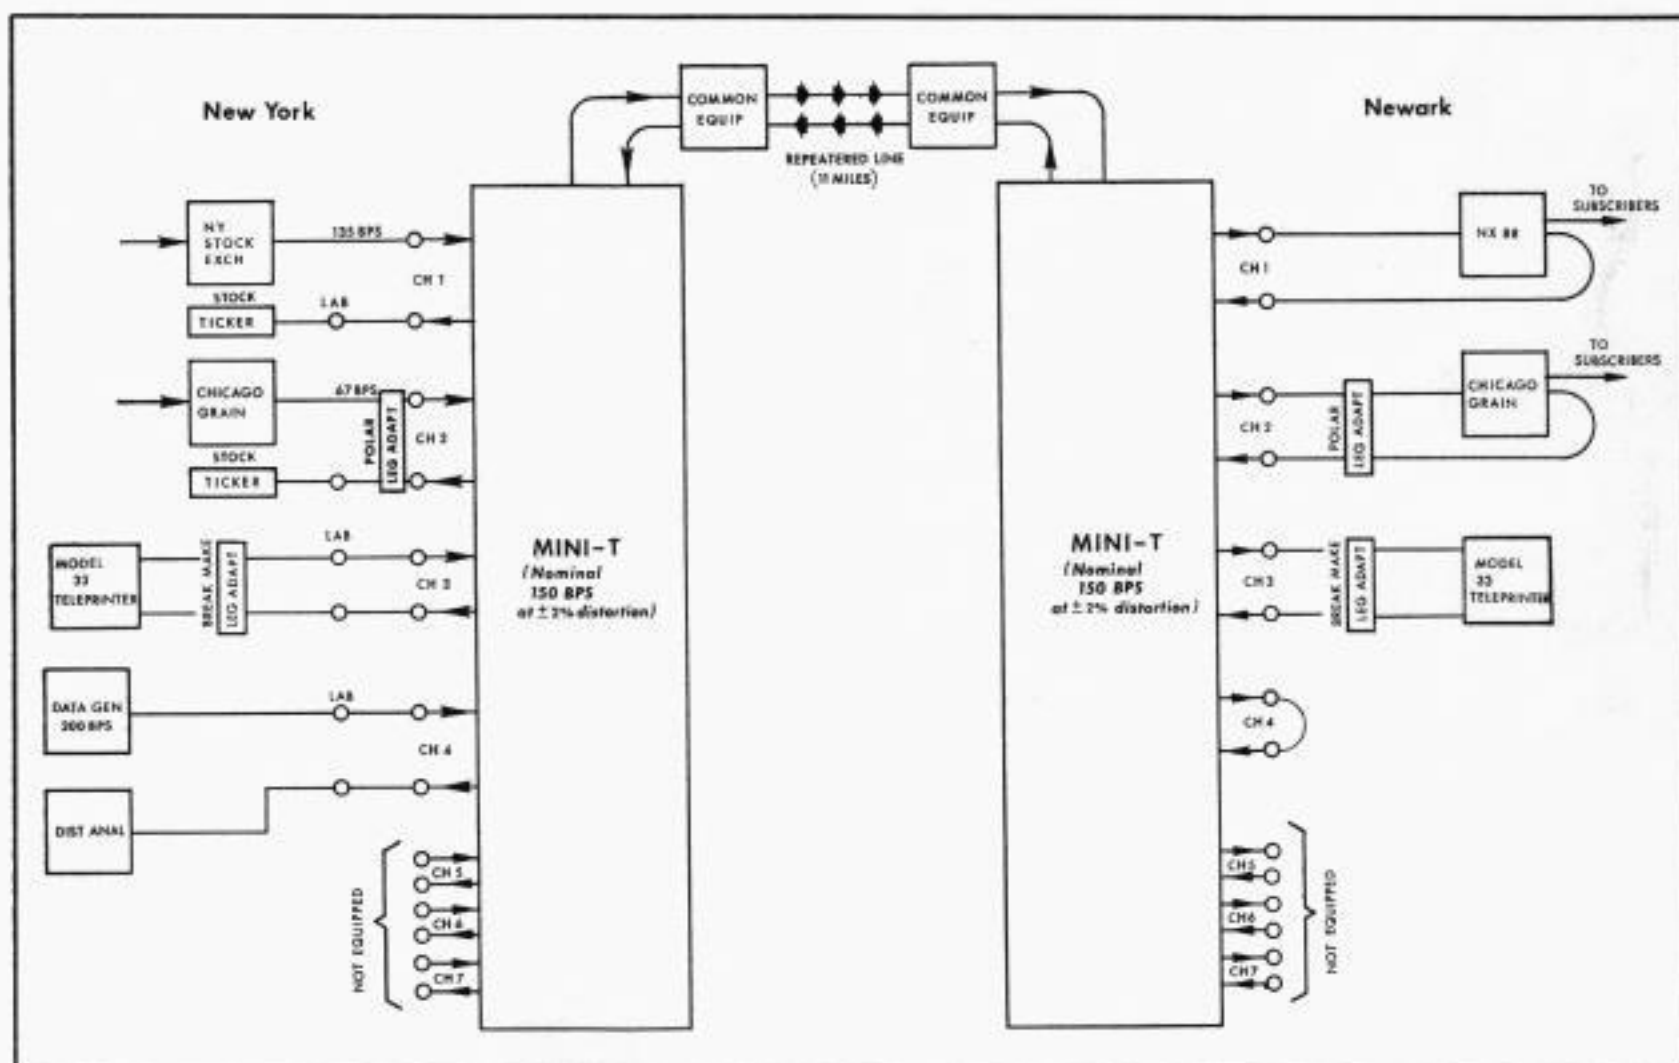 New York
Newark
COMMON
EQUIP
COMMON
EQUIP
REPEATERED LINE
(11 MILES)
NY
STOCK
EXCH
135 BPS
CH 1
STOCK
TICKER
LAB
CHICAGO
GRAIN
67 BPS
POLAR
LEG ADAPT
CH 2
STOCK
TICKER
MODEL
33
TELEPRINTER
BREAK MAKE
LEG ADAPT
LAB
CH 3
DATA GEN
200 BPS
LAB
CH 4
DIST ANAL
NOT EQUIPPED
CH 5
CH 6
CH 7
MINI-T
(Nominal
150 BPS
at ±2% distortion)
MINI-T
(Nominal
150 BPS
at ±2% distortion)
CH 1
NX 88
TO
SUBSCRIBERS
CH 2
POLAR
LEG ADAPT
CHICAGO
GRAIN
TO
SUBSCRIBERS
CH 3
BREAK MAKE
LEG ADAPT
MODEL
33
TELEPRINTER
CH 4
CH 5
CH 6
CH 7
NOT EQUIPPED